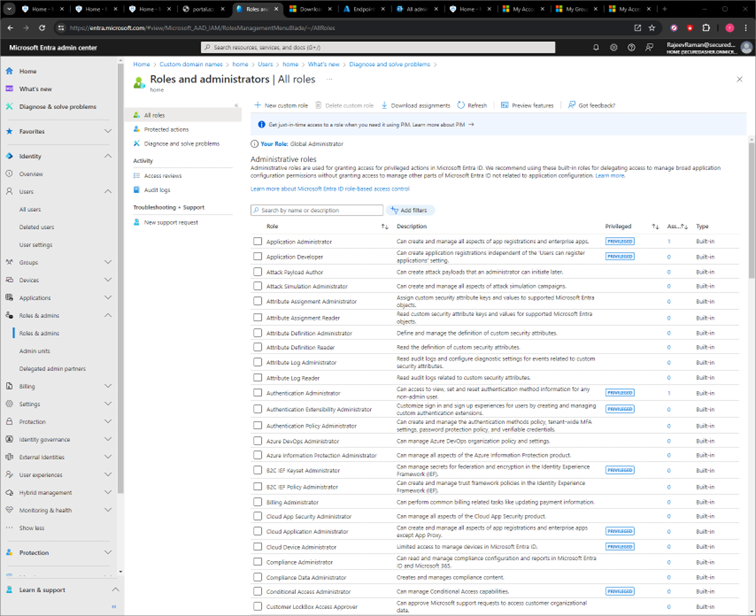 Home -
Home -
Home -
portal.az
Roles and
Download
Endpoint
All admin
Home -
My Acco
My Grou
My Acce
https://entra.microsoft.com/#view/Microsoft_AAD_IAM/RolesManagementMenuBlade/~/AllRoles
Microsoft Entra admin center
Search resources, services, and docs (G+/)
Home
What's new
Diagnose & solve problems
Favorites
Identity
Overview
Users
All users
Deleted users
User settings
Groups
Devices
Applications
Roles & admins
Roles & admins
Admin units
Delegated admin partners
Billing
Settings
Protection
Identity governance
External identities
User experiences
Hybrid management
Monitoring & health
Show less
Protection
Learn & support
Home > Custom domain names > home > Users > home > What's new > Diagnose and solve problems >
Roles and administrators | All roles ...
home
All roles
Protected actions
Diagnose and solve problems
Activity
Access reviews
Audit logs
Troubleshooting + Support
New support request
New custom role Delete custom role Download assignments Refresh Preview features Got feedback?
Get just-in-time access to a role when you need it using PIM. Learn more about PIM →
Your Role: Global Administrator
Administrative roles
Administrative roles are used for granting access for privileged actions in Microsoft Entra ID. We recommend using these built-in roles for delegating access to manage broad application
configuration permissions without granting access to manage other parts of Microsoft Entra ID not related to application configuration. Learn more.
Learn more about Microsoft Entra ID role-based access control
Search by name or description
Add filters
Role Description Privileged Ass... Type
Application Administrator Can create and manage all aspects of app registrations and enterprise apps. PRIVILEGED 1 Built-in
Application Developer Can create application registrations independent of the 'Users can register
applications' setting. PRIVILEGED 0 Built-in
Attack Payload Author Can create attack payloads that an administrator can initiate later. 0 Built-in
Attack Simulation Administrator Can create and manage all aspects of attack simulation campaigns. 0 Built-in
Attribute Assignment Administrator Assign custom security attribute keys and values to supported Microsoft Entra
objects. 0 Built-in
Attribute Assignment Reader Read custom security attribute keys and values for supported Microsoft Entra
objects. 0 Built-in
Attribute Definition Administrator Define and manage the definition of custom security attributes. 0 Built-in
Attribute Definition Reader Read the definition of custom security attributes. 0 Built-in
Attribute Log Administrator Read audit logs and configure diagnostic settings for events related to custom
security attributes. 0 Built-in
Attribute Log Reader Read audit logs related to custom security attributes. 0 Built-in
Authentication Administrator Can access to view, set and reset authentication method information for any
non-admin user. PRIVILEGED 1 Built-in
Authentication Extensibility Administrator Customize sign in and sign up experiences for users by creating and managing
custom authentication extensions. PRIVILEGED 0 Built-in
Authentication Policy Administrator Can create and manage the authentication methods policy, tenant-wide MFA
settings, password protection policy, and verifiable credentials. 0 Built-in
Azure DevOps Administrator Can manage Azure DevOps organization policy and settings. 0 Built-in
Azure Information Protection Administrator Can manage all aspects of the Azure Information Protection product. 0 Built-in
B2C IEF Keyset Administrator Can manage secrets for federation and encryption in the Identity Experience
Framework (IEF). PRIVILEGED 0 Built-in
B2C IEF Policy Administrator Can create and manage trust framework policies in the Identity Experience
Framework (IEF). 0 Built-in
Billing Administrator Can perform common billing related tasks like updating payment information. 0 Built-in
Cloud App Security Administrator Can manage all aspects of the Cloud App Security product. 0 Built-in
Cloud Application Administrator Can create and manage all aspects of app registrations and enterprise apps
except App Proxy. PRIVILEGED 0 Built-in
Cloud Device Administrator Limited access to manage devices in Microsoft Entra ID. PRIVILEGED 0 Built-in
Compliance Administrator Can read and manage compliance configuration and reports in Microsoft Entra
ID and Microsoft 365. 0 Built-in
Compliance Data Administrator Creates and manages compliance content. 0 Built-in
Conditional Access Administrator Can manage Conditional Access capabilities. PRIVILEGED 0 Built-in
Customer LockBox Access Approver Can approve Microsoft support requests to access customer organizational
data. 0 Built-in